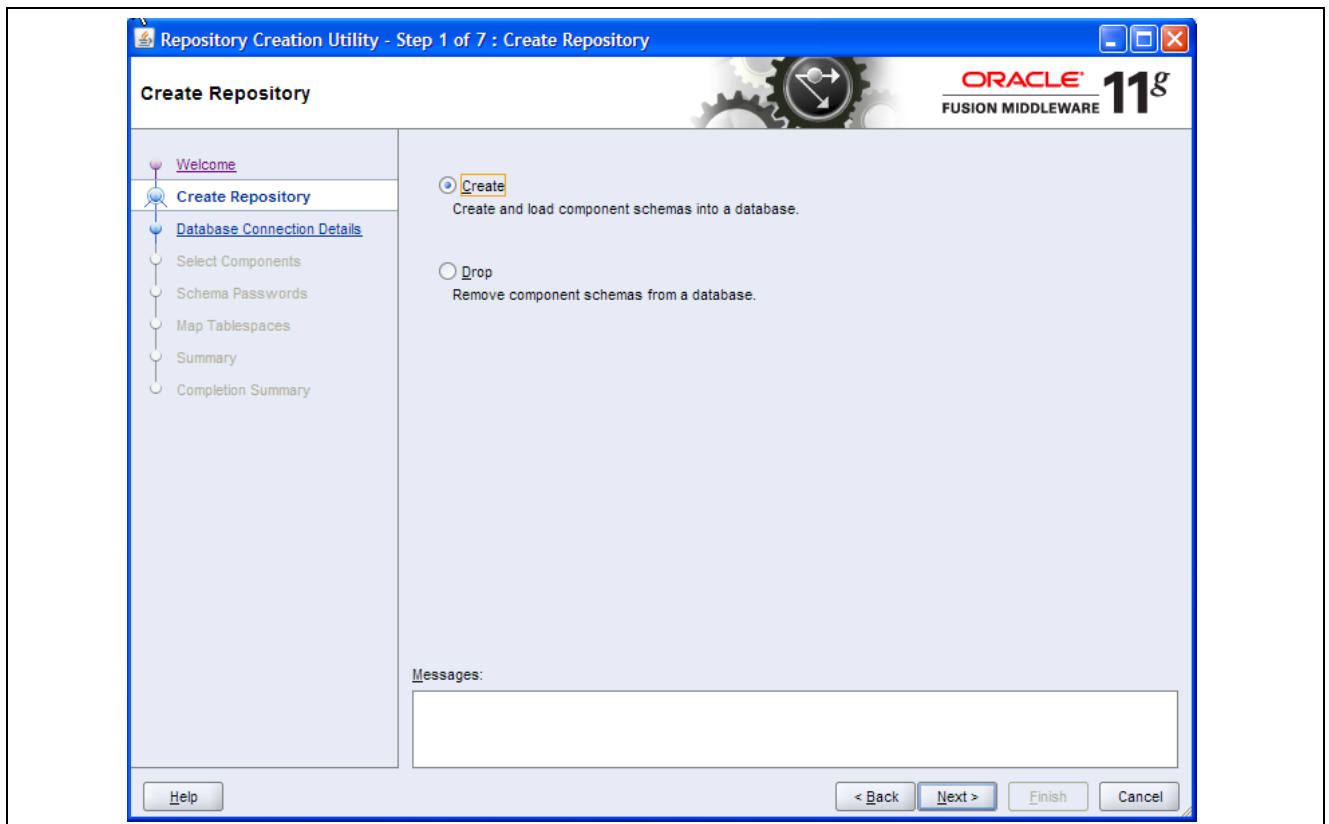 Repository Creation Utility - Step 1 of 7 : Create Repository
Create Repository
ORACLE
FUSION MIDDLEWARE
11g
Welcome
Create Repository
Database Connection Details
Select Components
Schema Passwords
Map Tablespaces
Summary
Completion Summary
Create
Create and load component schemas into a database.
Drop
Remove component schemas from a database.
Messages:
Help
< Back
Next >
Finish
Cancel